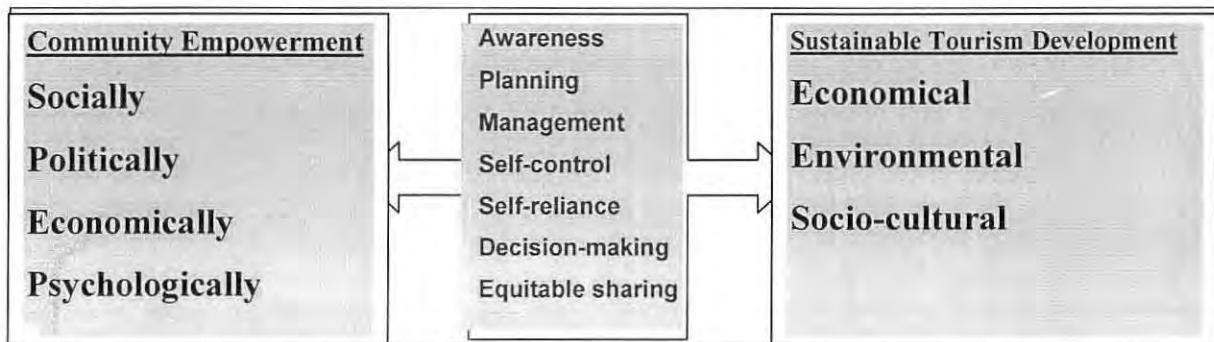 Community Empowerment
Socially
Politically
Economically
Psychologically
Awareness
Planning
Management
Self-control
Self-reliance
Decision-making
Equitable sharing
Sustainable Tourism Development
Economical
Environmental
Socio-cultural